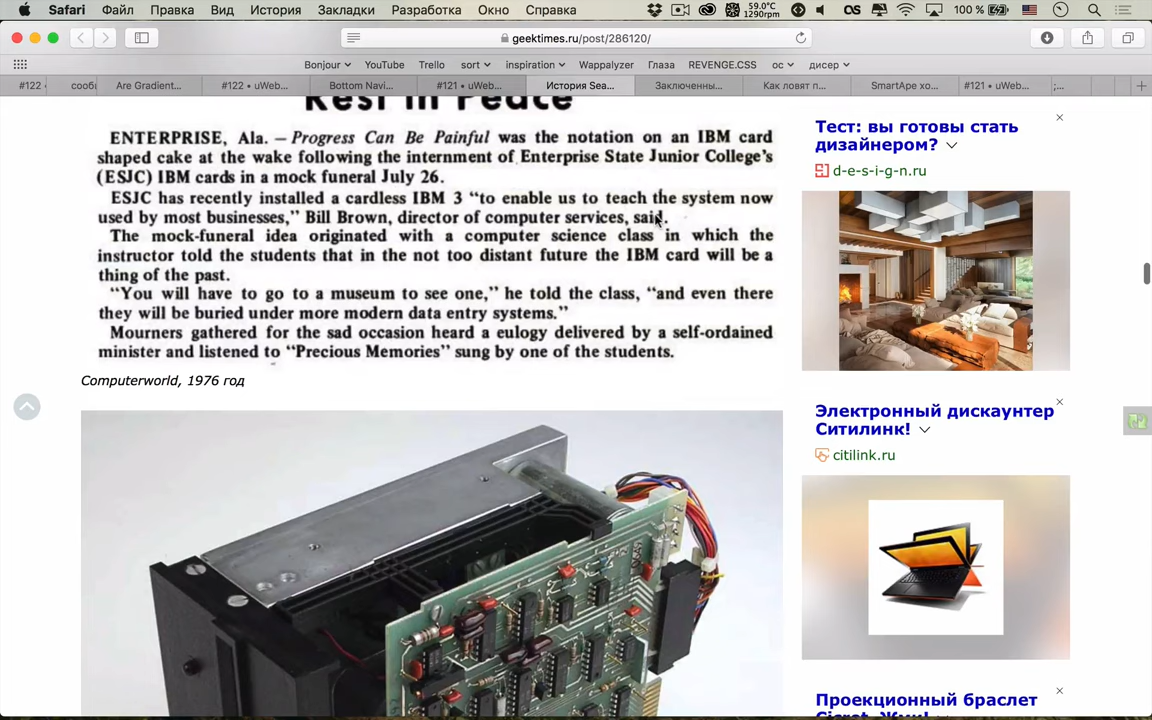 Safari Файл Правка Вид История Закладки Разработка Окно Справка 59.0°C 1290rpm 100 %
geektimes.ru/post/286120/
Bonjour YouTube Trello sort inspiration Wappalyzer Глаза REVENGE.CSS ос дисер
#122 сооб Are Gradient... #122 • uWeb... Bottom Navi... #121 • uWeb... История Sea... Заключенны... Как ловят п... SmartApe хо... #121 • uWeb... ;...
Rest in Peace
ENTERPRISE, Ala. – Progress Can Be Painful was the notation on an IBM card
shaped cake at the wake following the internment of Enterprise State Junior College's
(ESJC) IBM cards in a mock funeral July 26.
ESJC has recently installed a cardless IBM 3 "to enable us to teach the system now
used by most businesses," Bill Brown, director of computer services, said.
The mock-funeral idea originated with a computer science class in which the
instructor told the students that in the not too distant future the IBM card will be a
thing of the past.
"You will have to go to a museum to see one," he told the class, "and even there
they will be buried under more modern data entry systems."
Mourners gathered for the sad occasion heard a eulogy delivered by a self-ordained
minister and listened to "Precious Memories" sung by one of the students.
Computerworld, 1976 год
Тест: вы готовы стать
дизайнером?
d-e-s-i-g-n.ru
Электронный дискаунтер
Ситилинк!
citilink.ru
Проекционный браслет